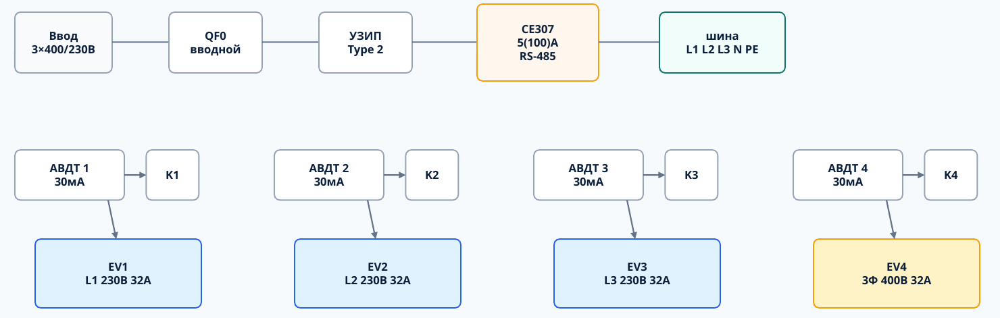 Ввод
3×400/230В
QF0
вводной
УЗИП
Type 2
CE307
5(100)А
RS-485
шина
L1 L2 L3 N PE
АВДТ 1
30мА
K1
АВДТ 2
30мА
K2
АВДТ 3
30мА
K3
АВДТ 4
30мА
K4
EV1
L1 230В 32А
EV2
L2 230В 32А
EV3
L3 230В 32А
EV4
3Ф 400В 32А